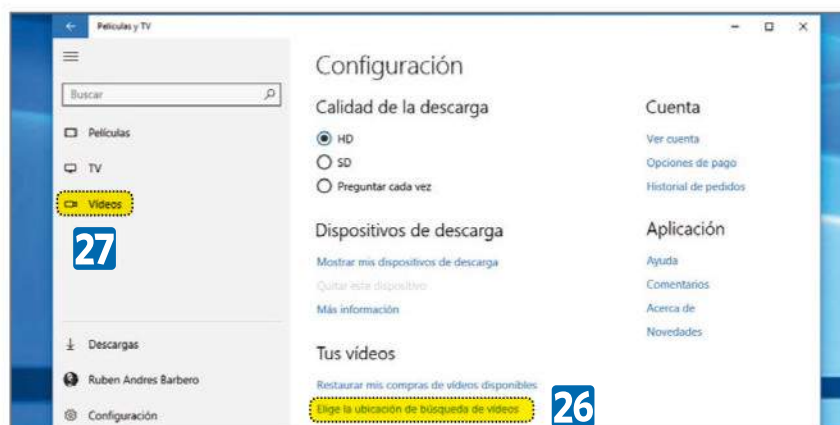 Películas y TV
Configuración
Buscar
Películas
TV
Vídeos
27
Descargas
Ruben Andres Barbero
Configuración
Calidad de la descarga
HD
SD
Preguntar cada vez
Dispositivos de descarga
Mostrar mis dispositivos de descarga
Quitar este dispositivo
Más información
Tus vídeos
Restaurar mis compras de vídeos disponibles
Elige la ubicación de búsqueda de vídeos
26
Cuenta
Ver cuenta
Opciones de pago
Historial de pedidos
Aplicación
Ayuda
Comentarios
Acerca de
Novedades